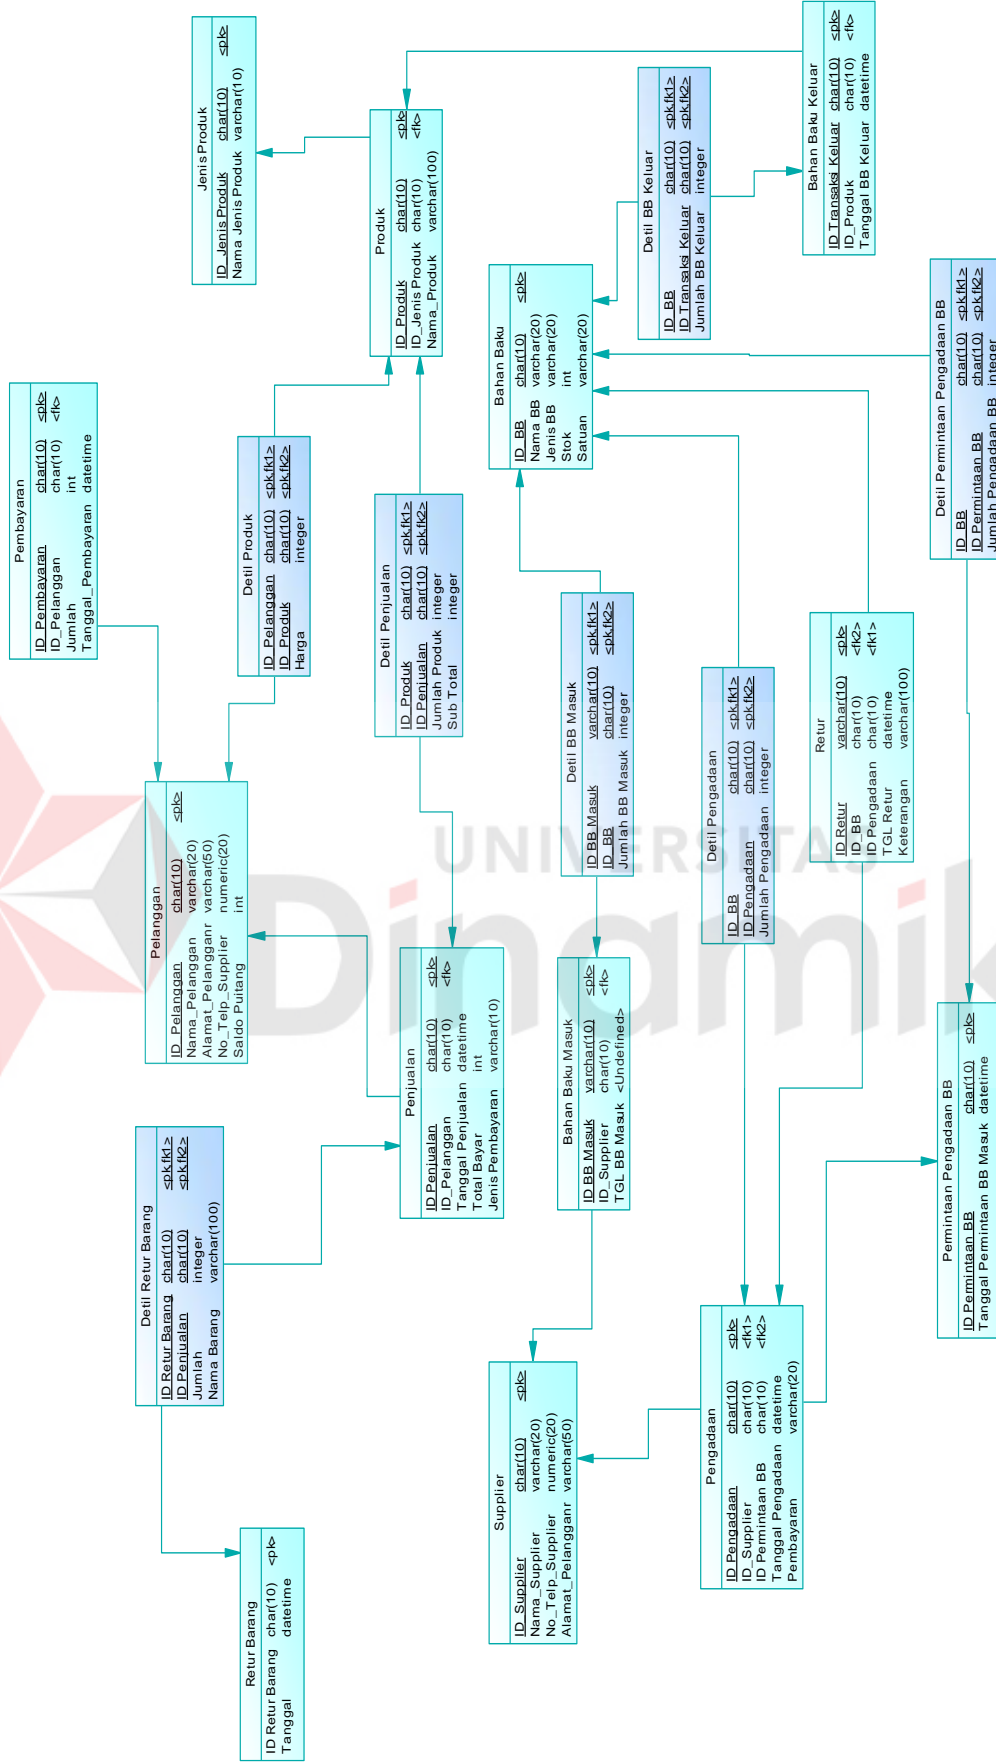 Retur Barang
ID Retur Barang char(10) <pk>
Tanggal datetime
Detil Retur Barang
ID Retur Barang char(10) <pk,fk1>
ID Penjualan char(10) <pk,fk2>
Jumlah integer
Nama Barang varchar(100)
Pelanggan
ID_Pelanggan char(10) <pk>
Nama_Pelanggan varchar(20)
Alamat_Pelangganr varchar(50)
No_Telp_Supplier numeric(20)
Saldo Puitang int
Pembayaran
ID_Pembayaran char(10) <pk>
ID_Pelanggan char(10) <fk>
Jumlah int
Tanggal_Pembayaran datetime
Jenis Produk
ID_Jenis Produk char(10) <pk>
Nama Jenis Produk varchar(10)
Detil Produk
ID_Pelanggan char(10) <pk,fk1>
ID_Produk char(10) <pk,fk2>
Harga integer
Produk
ID_Produk char(10) <pk>
ID_Jenis Produk char(10) <fk>
Nama_Produk varchar(100)
Detil Penjualan
ID_Produk char(10) <pk,fk1>
ID Penjualan char(10) <pk,fk2>
Jumlah Produk integer
Sub Total integer
Penjualan
ID Penjualan char(10) <pk>
ID_Pelanggan char(10) <fk>
Tanggal Penjualan datetime
Total Bayar int
Jenis Pembayaran varchar(10)
Supplier
ID_Supplier char(10) <pk>
Nama_Supplier varchar(20)
No_Telp_Supplier numeric(20)
Alamat_Pelangganr varchar(50)
Bahan Baku Masuk
ID BB Masuk varchar(10) <pk>
ID_Supplier char(10) <fk>
TGL BB Masuk <Undefined>
Detil BB Masuk
ID BB Masuk varchar(10) <pk,fk1>
ID_BB char(10) <pk,fk2>
Jumlah BB Masuk integer
Bahan Baku
ID_BB char(10) <pk>
Nama BB varchar(20)
Jenis BB varchar(20)
Stok int
Satuan varchar(20)
Detil BB Keluar
ID_BB char(10) <pk,fk1>
ID Transaksi Keluar char(10) <pk,fk2>
Jumlah BB Keluar integer
Bahan Baku Keluar
ID Transaksi Keluar char(10) <pk>
ID_Produk char(10) <fk>
Tanggal BB Keluar datetime
Pengadaan
ID Pengadaan char(10) <pk>
ID_Supplier char(10) <fk1>
ID Permintaan BB char(10) <fk2>
Tanggal Pengadaan datetime
Pembayaran varchar(20)
Detil Pengadaan
ID_BB char(10) <pk,fk1>
ID Pengadaan char(10) <pk,fk2>
Jumlah Pengadaan integer
Retur
ID Retur varchar(10) <pk>
ID_BB char(10) <fk2>
ID Pengadaan char(10) <fk1>
TGL Retur datetime
Keterangan varchar(100)
Permintaan Pengadaan BB
ID Permintaan BB char(10) <pk>
Tanggal Permintaan BB Masuk datetime
Detil Permintaan Pengadaan BB
ID_BB char(10) <pk,fk1>
ID Permintaan BB char(10) <pk,fk2>
Jumlah Pengadaan BB integer
UNIVERSITAS
Dinamik